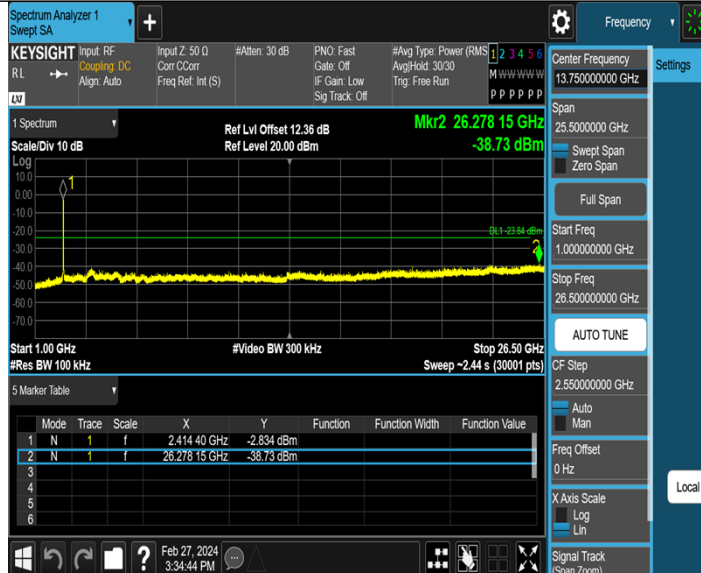 Spectrum Analyzer 1
Swept SA
+
Frequency
KEYSIGHT
RL
LXI
Input: RF
Coupling: DC
Align: Auto
Input Z: 50 Ω
Corr CCorr
Freq Ref: Int (S)
#Atten: 30 dB
PNO: Fast
Gate: Off
IF Gain: Low
Sig Track: Off
#Avg Type: Power (RMS
Avg|Hold: 30/30
Trig: Free Run
1 2 3 4 5 6
M W W W W W
P P P P P P
1 Spectrum
Scale/Div 10 dB
Log
Ref Lvl Offset 12.36 dB
Ref Level 20.00 dBm
Mkr2 26.278 15 GHz
-38.73 dBm
10.0
0.00
-10.0
-20.0
-30.0
-40.0
-50.0
-60.0
-70.0
1
DL1 -23.64 dBm
2
Start 1.00 GHz
#Res BW 100 kHz
#Video BW 300 kHz
Stop 26.50 GHz
Sweep ~2.44 s (30001 pts)
5 Marker Table
Mode Trace Scale X Y Function Function Width Function Value
1 N 1 f 2.414 40 GHz -2.834 dBm
2 N 1 f 26.278 15 GHz -38.73 dBm
3
4
5
6
?
Feb 27, 2024
3:34:44 PM
Center Frequency
13.750000000 GHz
Span
25.5000000 GHz
Swept Span
Zero Span
Full Span
Start Freq
1.000000000 GHz
Stop Freq
26.500000000 GHz
AUTO TUNE
CF Step
2.550000000 GHz
Auto
Man
Freq Offset
0 Hz
X Axis Scale
Log
Lin
Signal Track
(Span Zoom)
Settings
Local